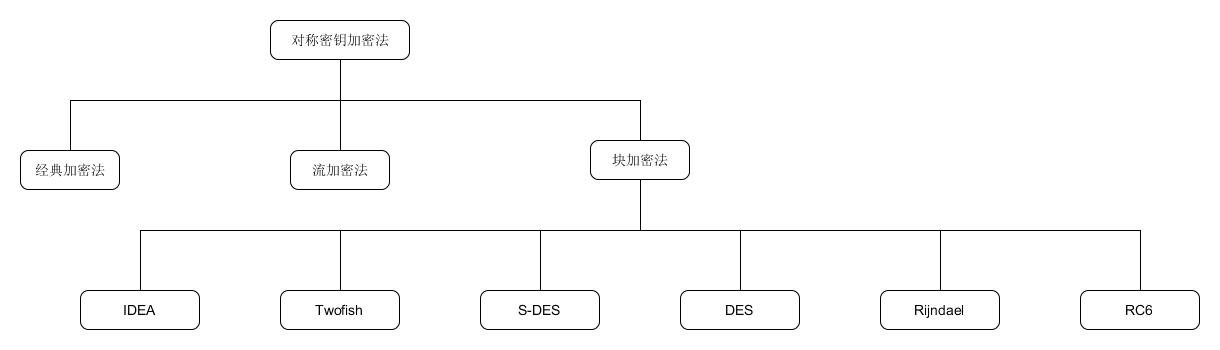 对称密钥加密法
经典加密法
流加密法
块加密法
IDEA
Twofish
S-DES
DES
Rijndael
RC6